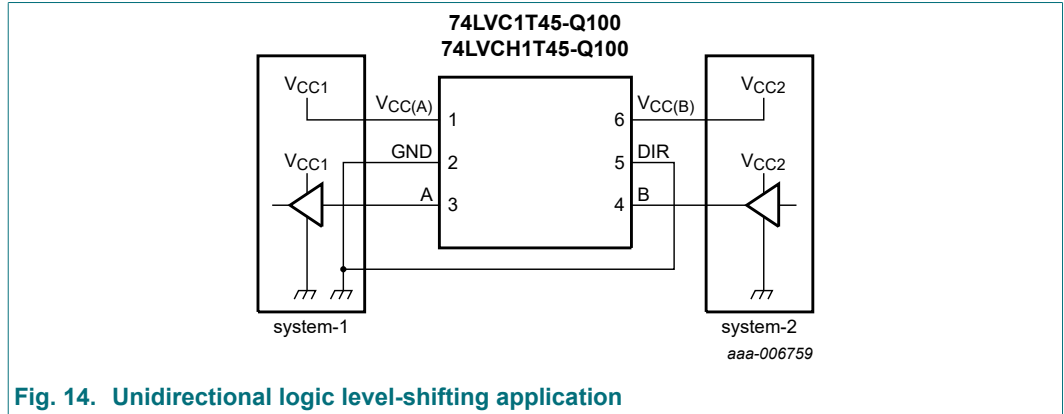 74LVC1T45-Q100
74LVCH1T45-Q100
VCC1
VCC(A)
1
6
VCC(B)
VCC2
GND
2
5
DIR
VCC1
VCC2
A
3
4
B
system-1
system-2
aaa-006759
Fig. 14. Unidirectional logic level-shifting application